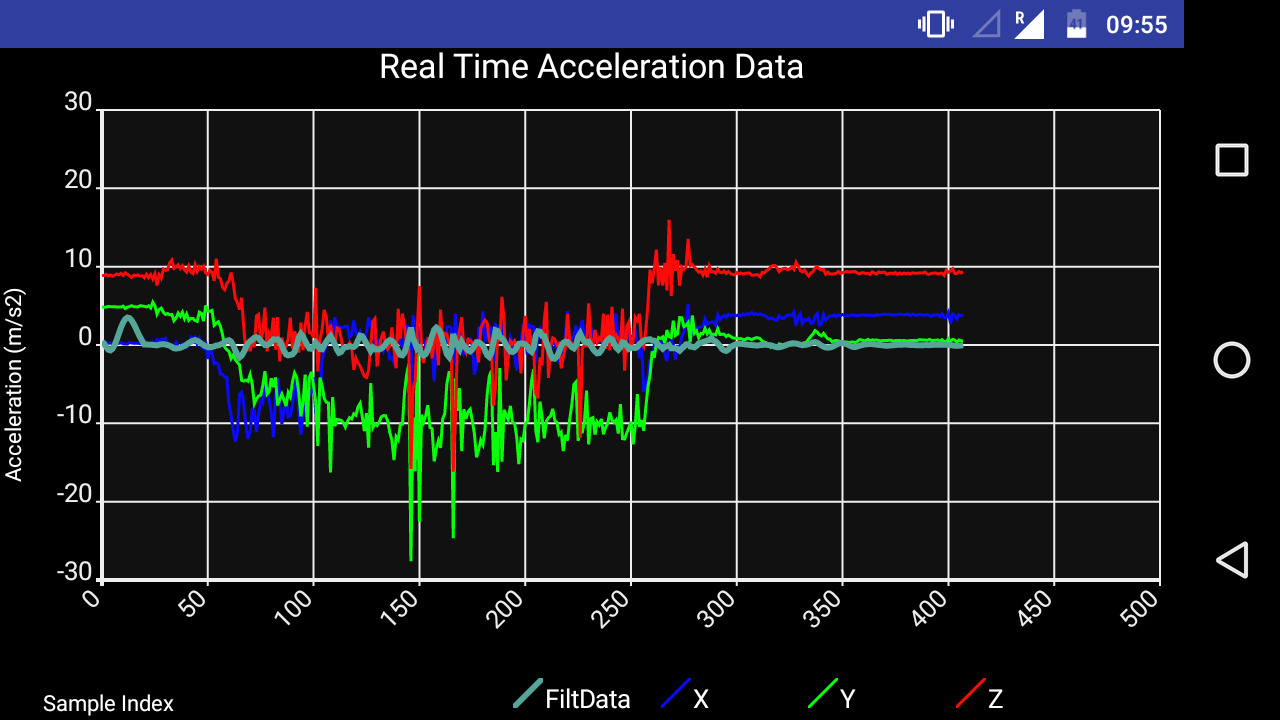 R 41 09:55
Real Time Acceleration Data
30
20
10
0
-10
-20
-30
Acceleration (m/s2)
0 50 100 150 200 250 300 350 400 450 500
Sample Index
FiltData X Y Z